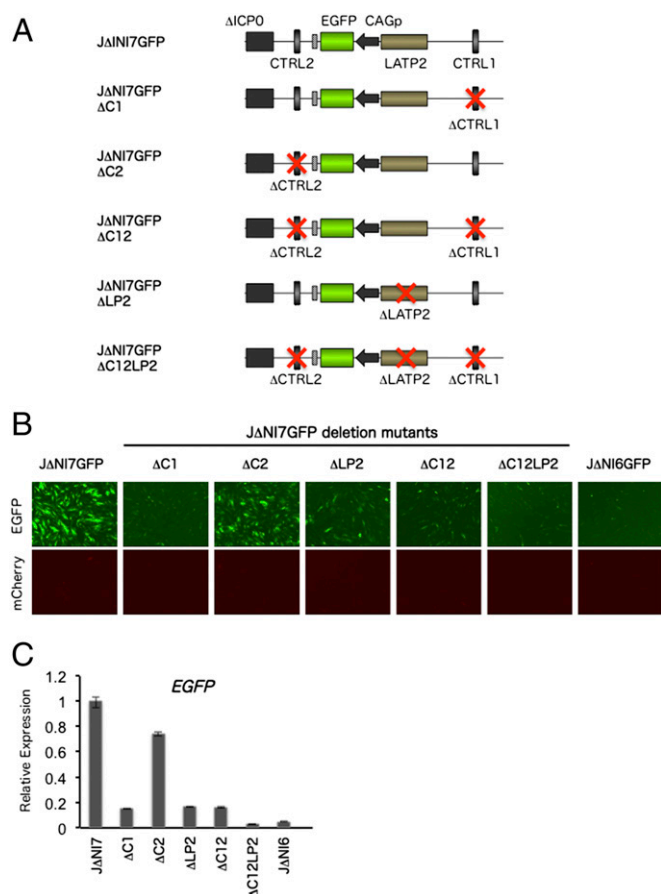 A
ΔICP0 EGFP CAGp
JΔINI7GFP
CTRL2 LATP2 CTRL1
JΔNI7GFP
ΔC1
ΔCTRL1
JΔNI7GFP
ΔC2
ΔCTRL2
JΔNI7GFP
ΔC12
ΔCTRL2 ΔCTRL1
JΔNI7GFP
ΔLP2
ΔLATP2
JΔNI7GFP
ΔC12LP2
ΔCTRL2 ΔLATP2 ΔCTRL1
B
JΔNI7GFP deletion mutants
JΔNI7GFP ΔC1 ΔC2 ΔLP2 ΔC12 ΔC12LP2 JΔNI6GFP
EGFP
mCherry
C
EGFP
Relative Expression
1.2
1
0.8
0.6
0.4
0.2
0
JΔNI7 ΔC1 ΔC2 ΔLP2 ΔC12 ΔC12LP2 JΔNI6